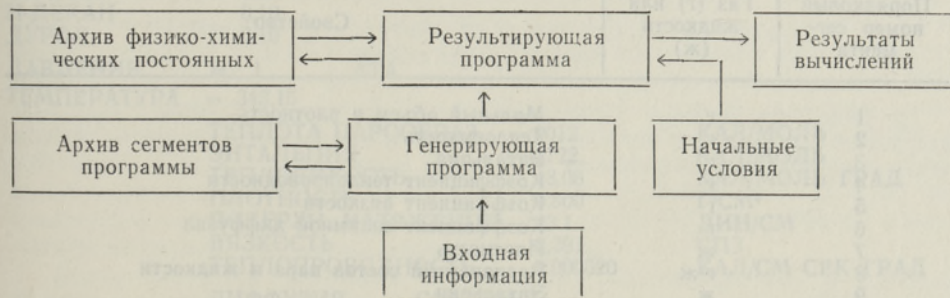 Архив физико-хими-
ческих постоянных
Результирующая
программа
Результаты
вычислений
Архив сегментов
программы
Генерирующая
программа
Начальные
условия
Входная
информация